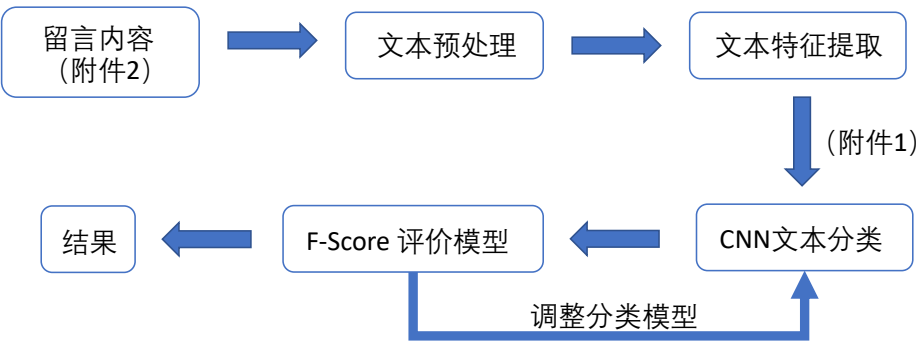 留言内容
（附件2）
文本预处理
文本特征提取
（附件1）
CNN文本分类
F-Score 评价模型
结果
调整分类模型